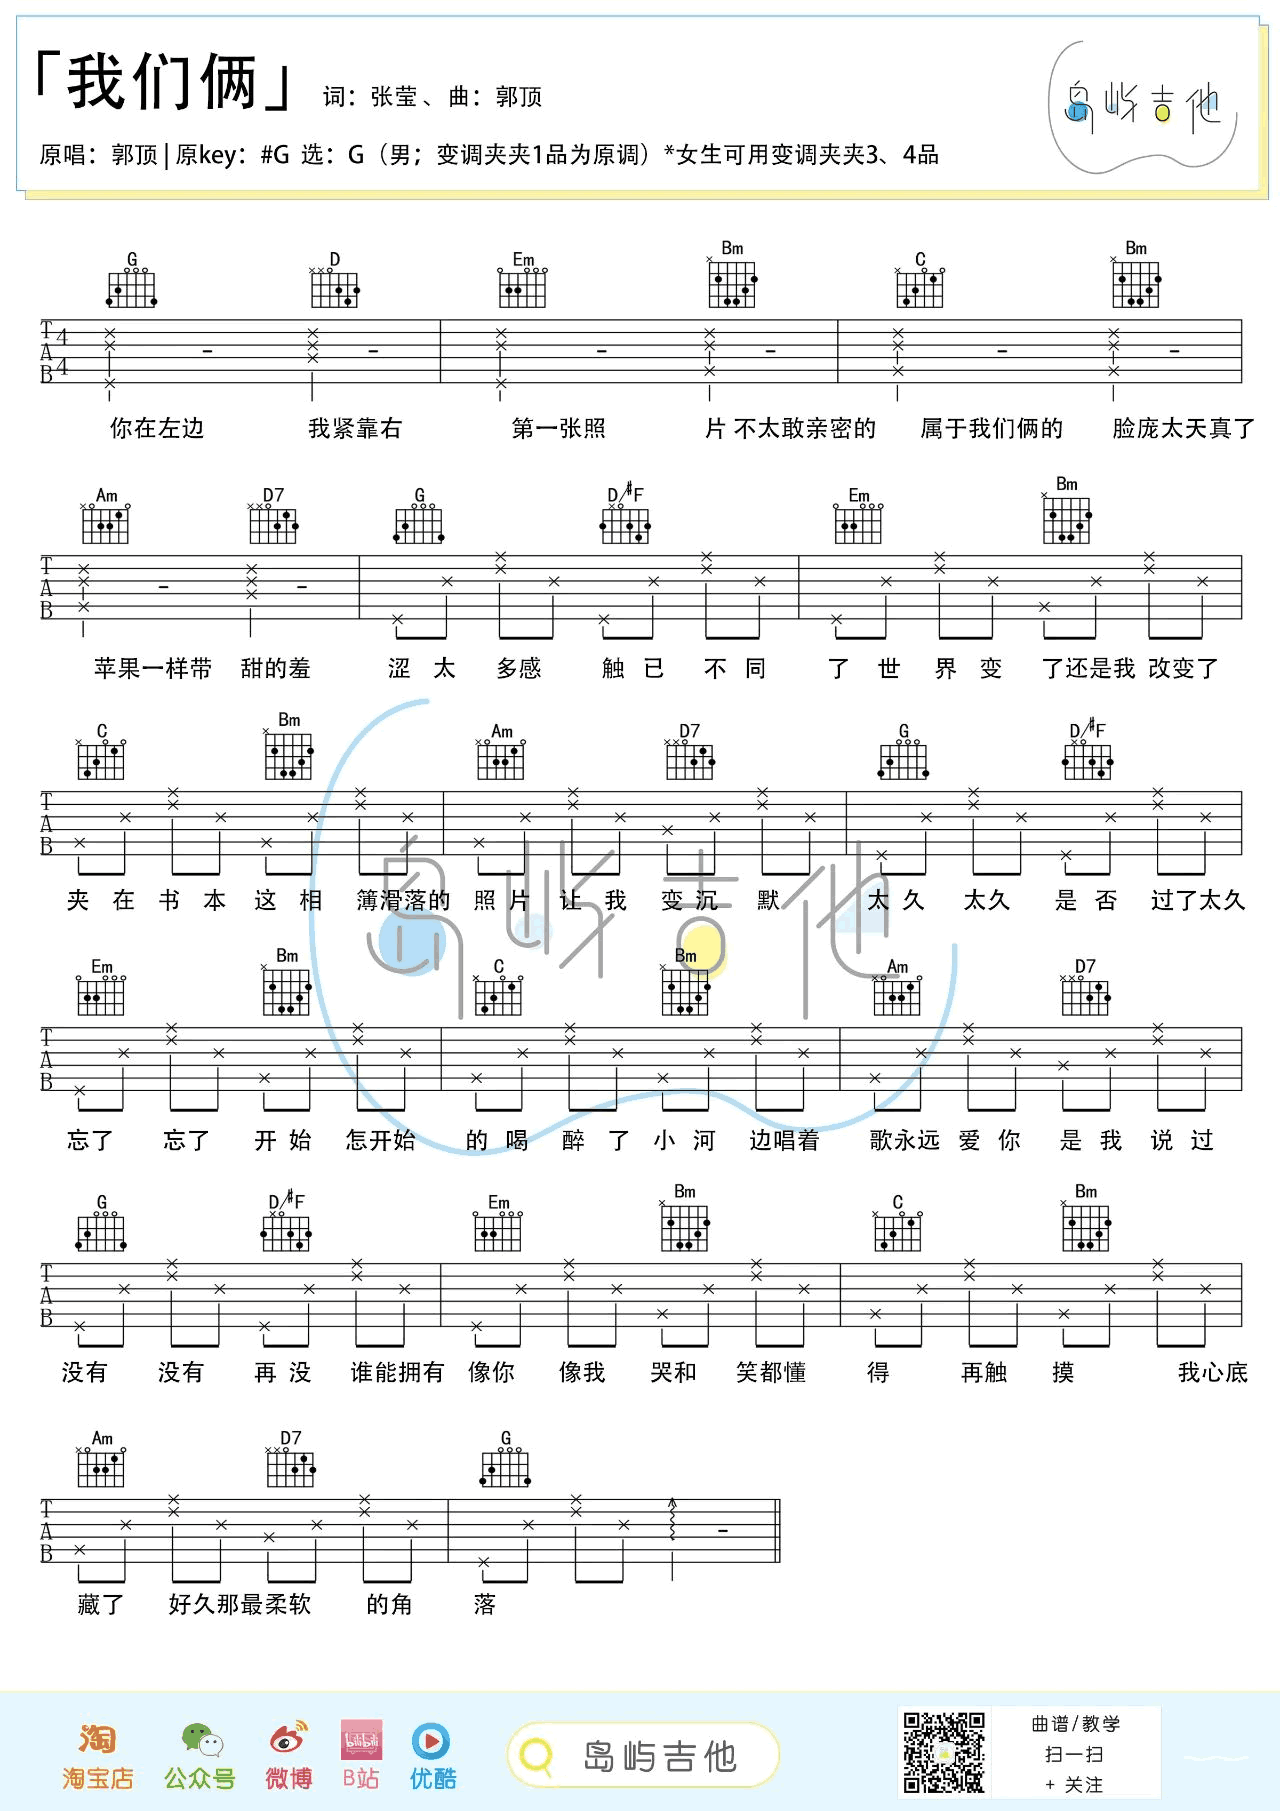 「我们俩」 词：张莹、曲：郭顶
岛屿吉他
原唱：郭顶 | 原key：#G 选：G（男；变调夹夹1品为原调）*女生可用变调夹夹3、4品
G D Em Bm C Bm
T A B 4 4
你在左边 我紧靠右 第一张照 片 不太敢亲密的 属于我们俩的 脸庞太天真了
Am D7 G D/#F Em Bm
T A B
苹果一样带 甜的羞 涩 太 多感 触 已 不 同 了 世 界 变 了还是我 改变了
C Bm Am D7 G D/#F
T A B
夹 在 书 本 这 相 簿滑落的 照 片 让 我 变 沉 默 太 久 太久 是 否 过了太久
岛屿吉他
Em Bm C Bm Am D7
T A B
忘了 忘了 开 始 怎开始 的 喝 醉 了 小 河 边唱着 歌永远 爱 你 是 我 说 过
G D/#F Em Bm C Bm
T A B
没有 没有 再 没 谁能拥有 像你 像我 哭和 笑都懂 得 再触 摸 我心底
Am D7 G
T A B
藏了 好久那最柔软 的角 落
淘 bilibili
淘宝店 公众号 微博 B站 优酷
岛屿吉他
曲谱/教学
扫一扫
+ 关注